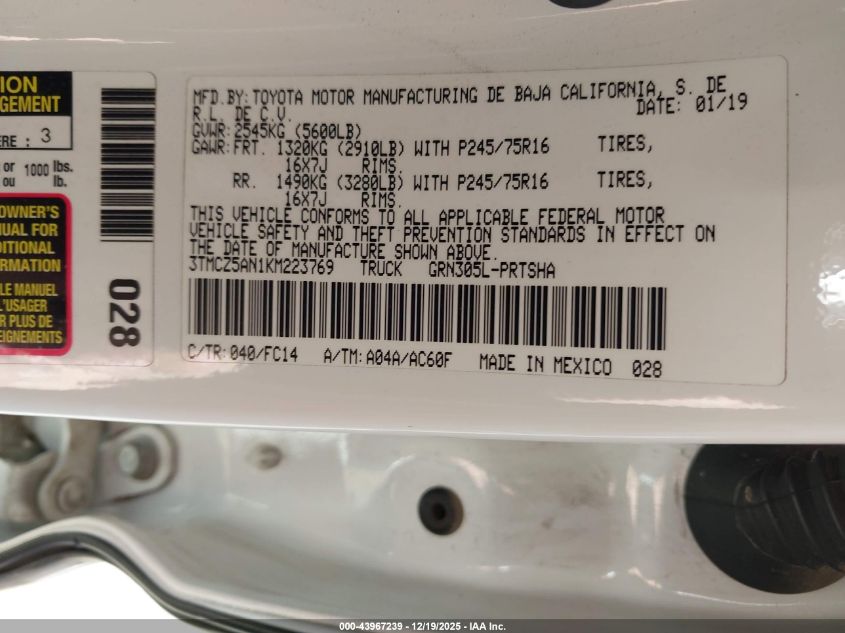 ION
GEMENT
ERE : 3
or 1000 lbs.
ou lb.
OWNER'S
NUAL FOR
DITIONAL
RMATION
LE MANUEL
L'USAGER
R PLUS DE
EIGNEMENTS
028
MFD.BY:TOYOTA MOTOR MANUFACTURING DE BAJA CALIFORNIA, S. DE
R.L. DE C.V. DATE: 01/19
GVWR:2545KG (5600LB)
GAWR:FRT. 1320KG (2910LB) WITH P245/75R16 TIRES,
16X7J RIMS.
RR. 1490KG (3280LB) WITH P245/75R16 TIRES,
16X7J RIMS.
THIS VEHICLE CONFORMS TO ALL APPLICABLE FEDERAL MOTOR
VEHICLE SAFETY AND THEFT PREVENTION STANDARDS IN EFFECT ON
THE DATE OF MANUFACTURE SHOWN ABOVE.
3TMCZ5AN1KM223769 TRUCK GRN305L-PRTSHA
C/TR:040/FC14 A/TM:A04A/AC60F MADE IN MEXICO 028
000-43967239 - 12/19/2025 - IAA Inc.